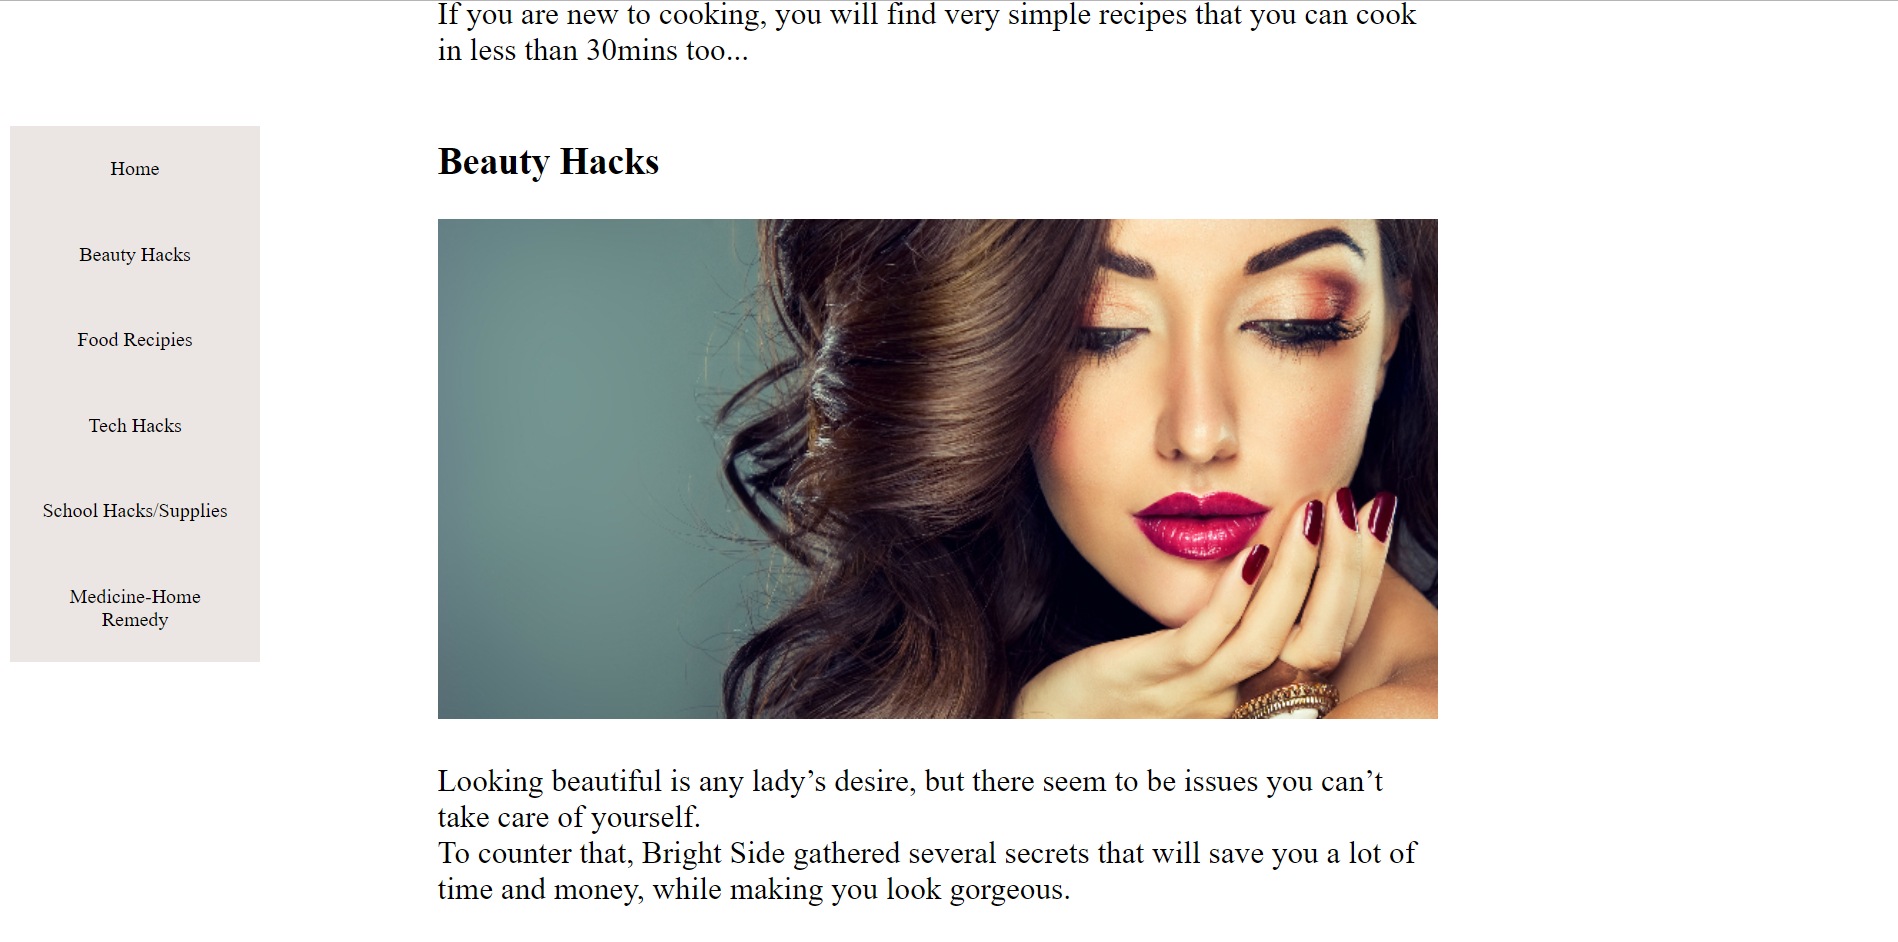 If you are new to cooking, you will find very simple recipes that you can cook
in less than 30mins too...
Home
Beauty Hacks
Food Recipies
Tech Hacks
School Hacks/Supplies
Medicine-Home
Remedy
Beauty Hacks
Looking beautiful is any lady’s desire, but there seem to be issues you can’t
take care of yourself.
To counter that, Bright Side gathered several secrets that will save you a lot of
time and money, while making you look gorgeous.